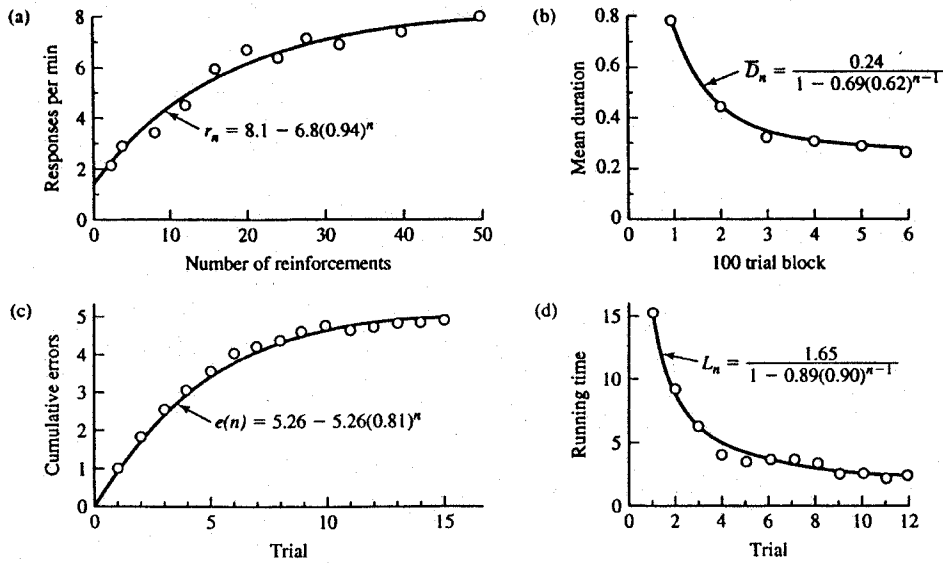 (a)
8
6
4
2
0
Responses per min
r_n = 8.1 − 6.8(0.94)^n
0 10 20 30 40 50
Number of reinforcements
(b)
0.8
0.6
0.4
0.2
0
Mean duration
D̅_n = 0.24 / 1 − 0.69(0.62)^{n−1}
0 1 2 3 4 5 6
100 trial block
(c)
5
4
3
2
1
0
Cumulative errors
e(n) = 5.26 − 5.26(0.81)^n
0 5 10 15
Trial
(d)
15
10
5
0
Running time
L_n = 1.65 / 1 − 0.89(0.90)^{n−1}
0 2 4 6 8 10 12
Trial